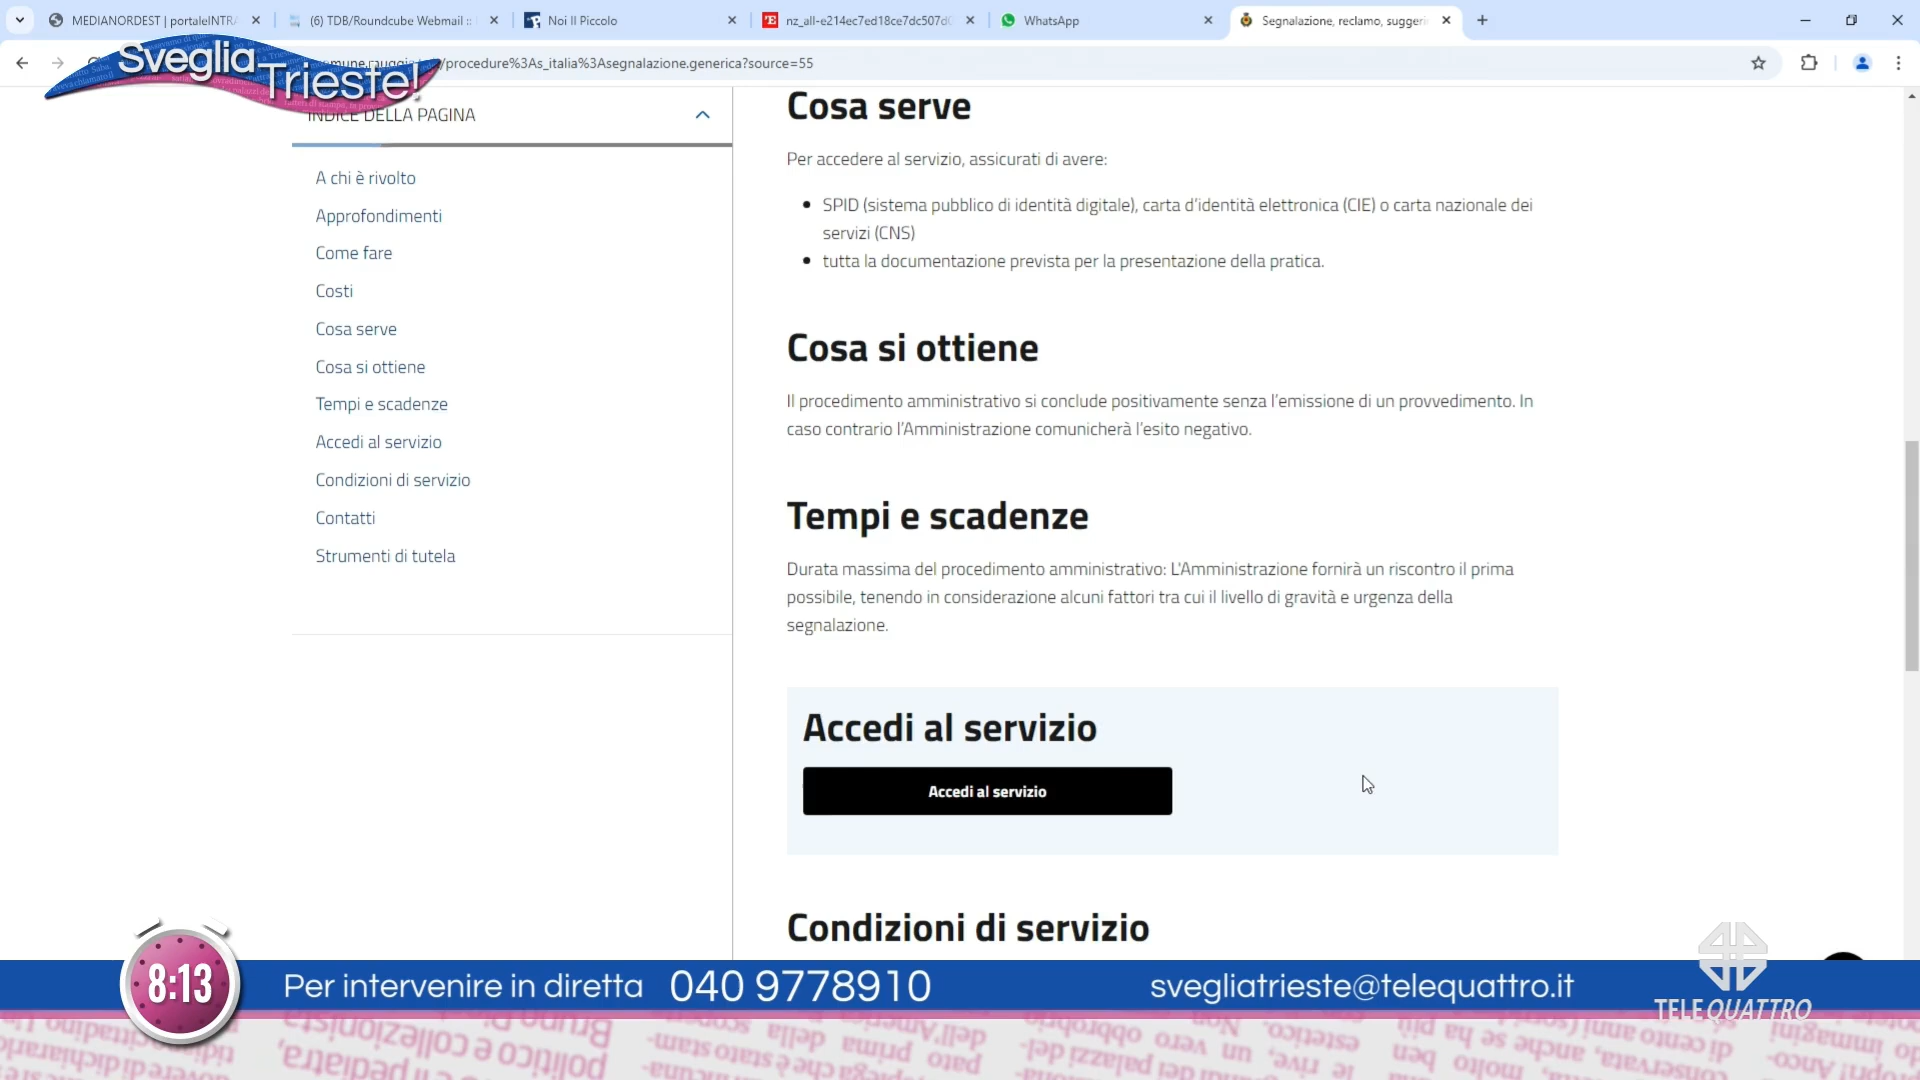 MEDIANORDEST | portaleINTRA
(6) TDB/Roundcube Webmail ::
Noi Il Piccolo
nz_all-e214ec7ed18ce7dc507d0
WhatsApp
Segnalazione, reclamo, suggeri
/procedure%3As_italia%3Asegnalazione.generica?source=55
Sveglia
Trieste!
INDICE DELLA PAGINA
A chi è rivolto
Approfondimenti
Come fare
Costi
Cosa serve
Cosa si ottiene
Tempi e scadenze
Accedi al servizio
Condizioni di servizio
Contatti
Strumenti di tutela
Cosa serve
Per accedere al servizio, assicurati di avere:
SPID (sistema pubblico di identità digitale), carta d’identità elettronica (CIE) o carta nazionale dei
servizi (CNS)
tutta la documentazione prevista per la presentazione della pratica.
Cosa si ottiene
Il procedimento amministrativo si conclude positivamente senza l’emissione di un provvedimento. In
caso contrario l’Amministrazione comunicherà l’esito negativo.
Tempi e scadenze
Durata massima del procedimento amministrativo: L'Amministrazione fornirà un riscontro il prima
possibile, tenendo in considerazione alcuni fattori tra cui il livello di gravità e urgenza della
segnalazione.
Accedi al servizio
Accedi al servizio
Condizioni di servizio
8:13
Per intervenire in diretta 040 9778910
svegliatrieste@telequattro.it
TELEQUATTRO